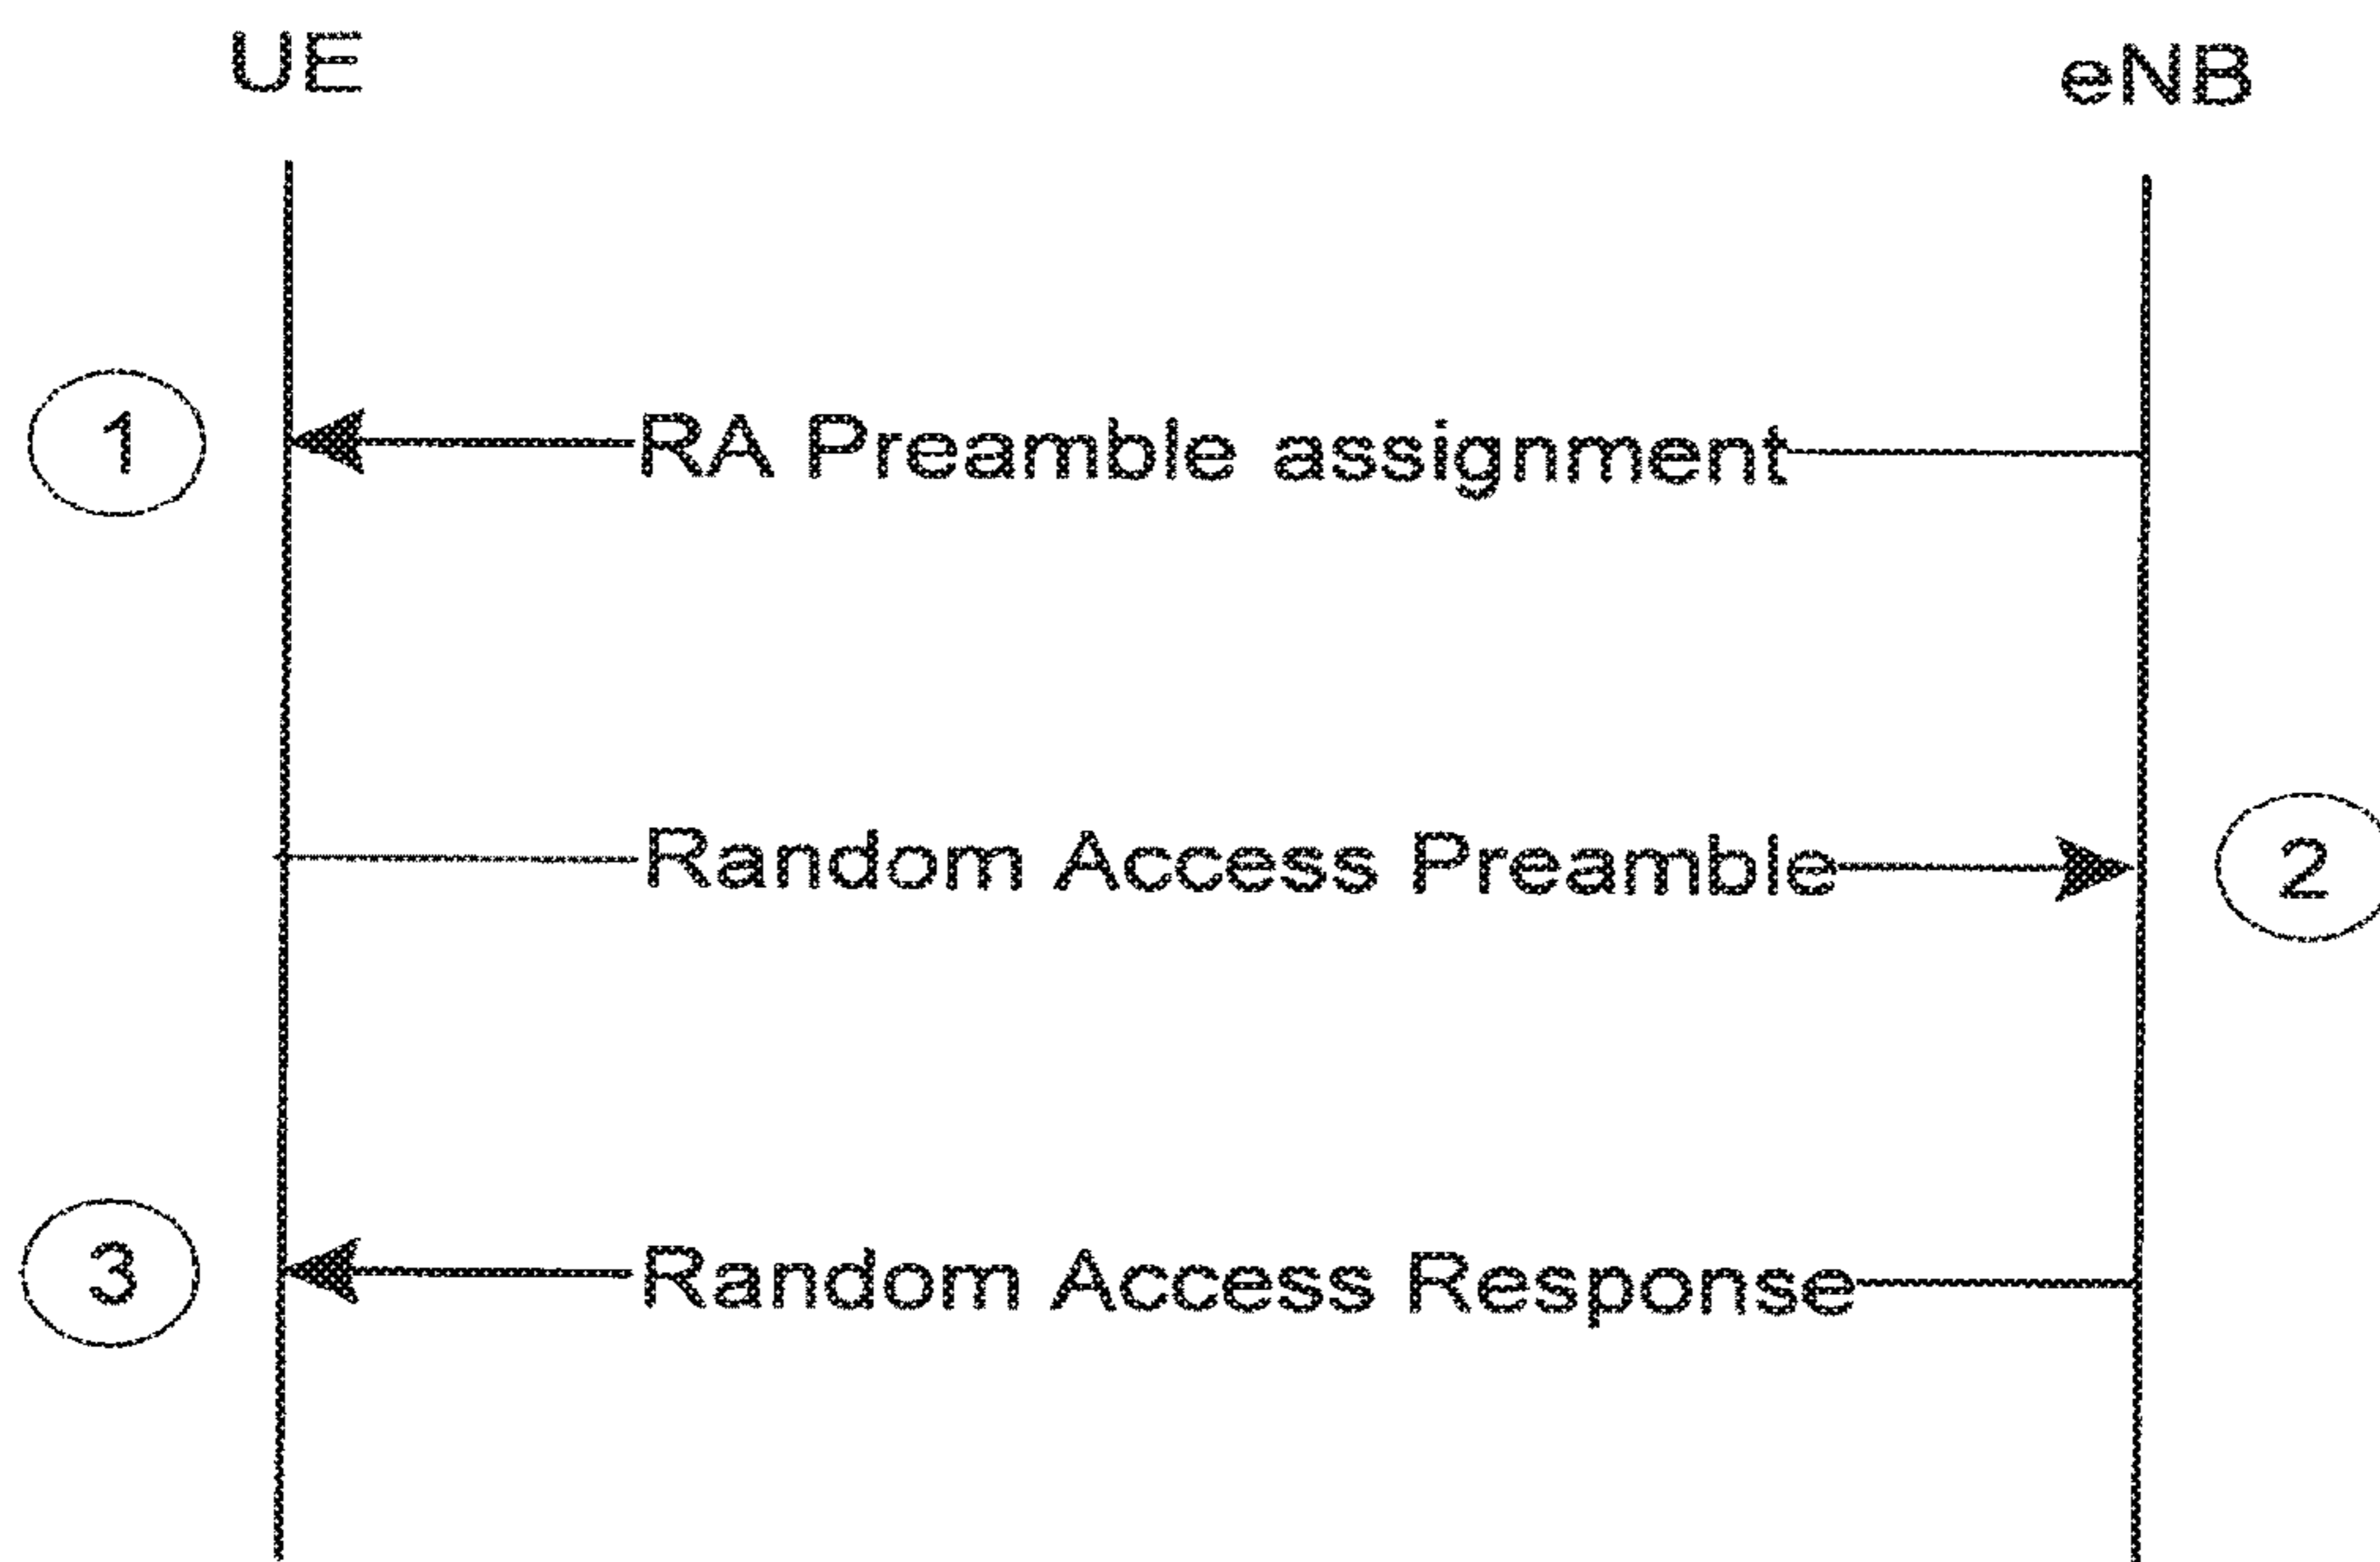 UE eNB
1 RA Preamble assignment
Random Access Preamble 2
3 Random Access Response